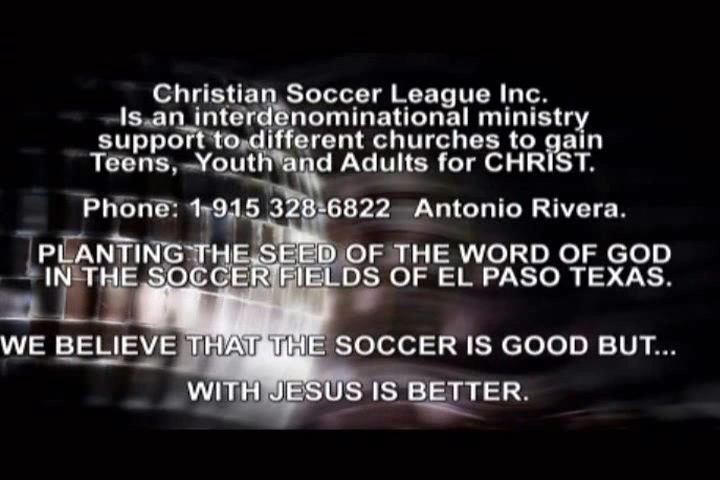 Christian Soccer League Inc.
Is an interdenominational ministry
support to different churches to gain
Teens, Youth and Adults for CHRIST.
Phone: 1-915 328-6822 Antonio Rivera.
PLANTING THE SEED OF THE WORD OF GOD
IN THE SOCCER FIELDS OF EL PASO TEXAS.
WE BELIEVE THAT THE SOCCER IS GOOD BUT...
WITH JESUS IS BETTER.